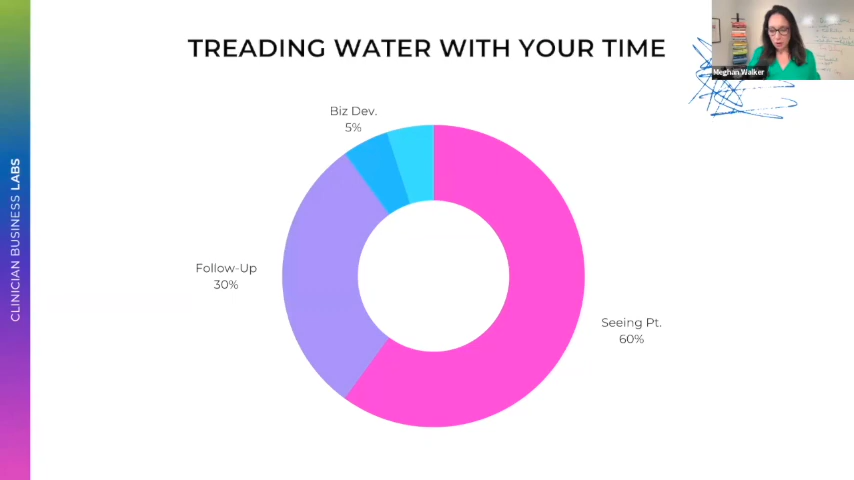 TREADING WATER WITH YOUR TIME
Meghan Walker
Biz Dev.
5%
Follow-Up
30%
Seeing Pt.
60%
CLINICIAN BUSINESS LABS